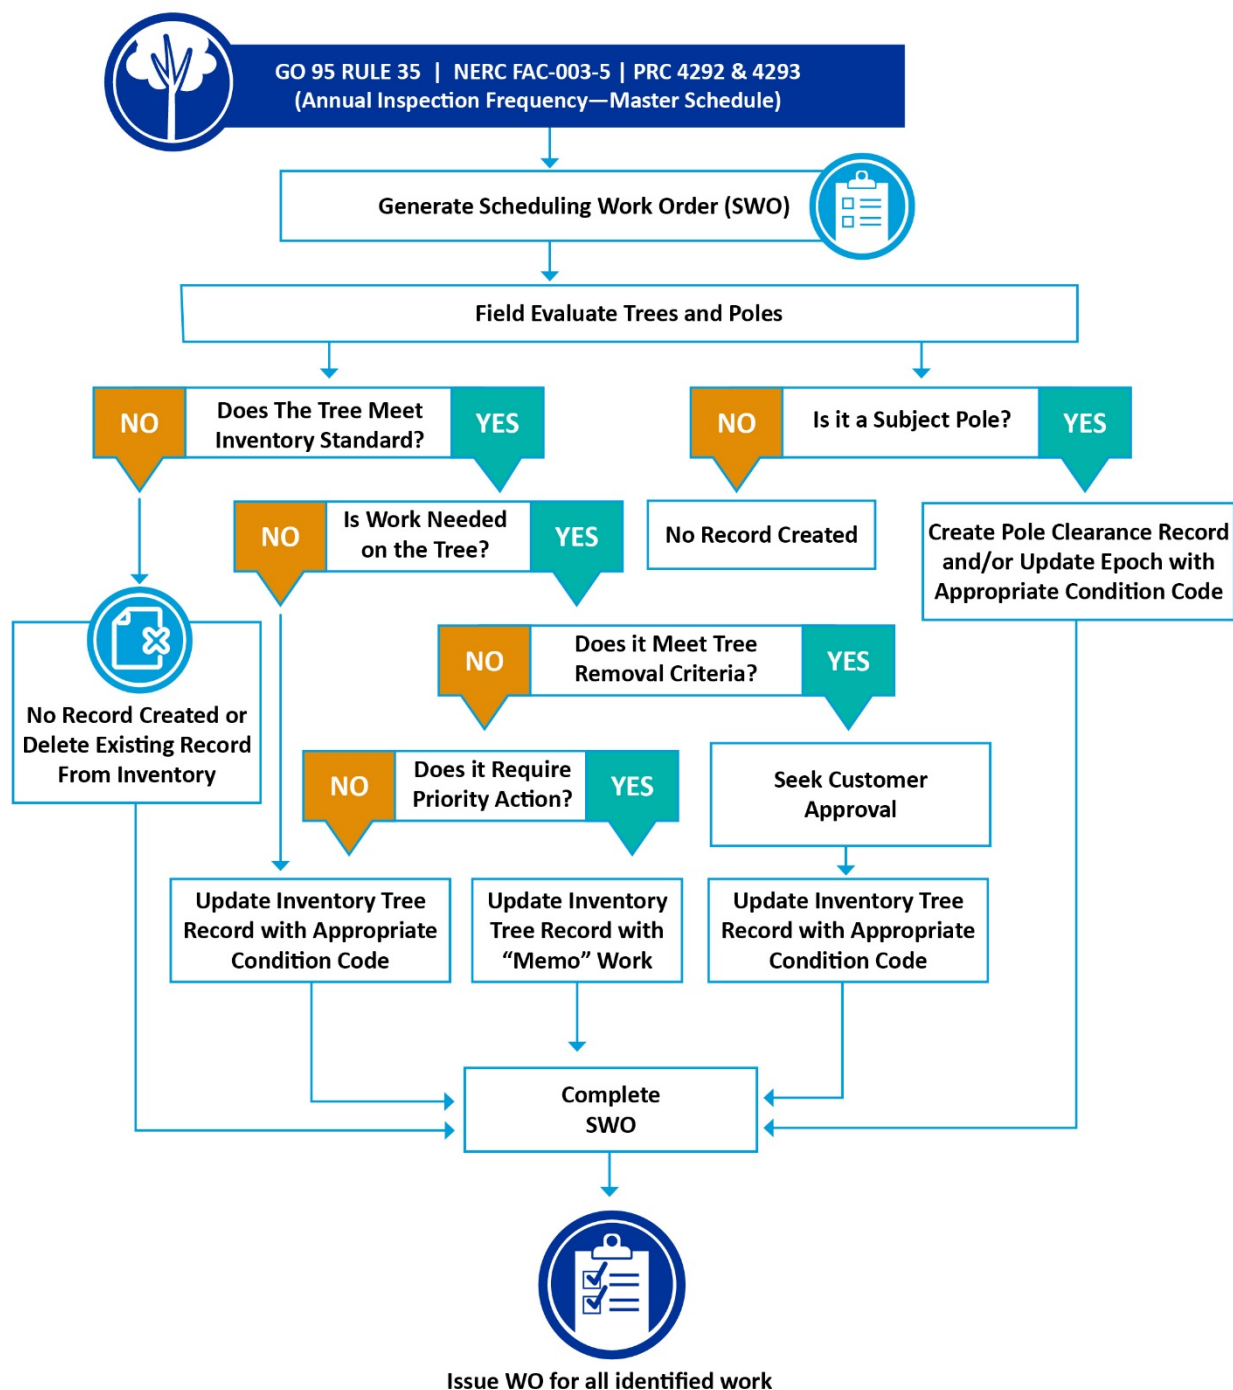 GO 95 RULE 35 | NERC FAC-003-5 | PRC 4292 & 4293
(Annual Inspection Frequency—Master Schedule)
Generate Scheduling Work Order (SWO)
Field Evaluate Trees and Poles
NO
Does The Tree Meet
Inventory Standard?
YES
NO
Is it a Subject Pole?
YES
NO
Is Work Needed
on the Tree?
YES
No Record Created
Create Pole Clearance Record
and/or Update Epoch with
Appropriate Condition Code
NO
Does it Meet Tree
Removal Criteria?
YES
No Record Created or
Delete Existing Record
From Inventory
NO
Does it Require
Priority Action?
YES
Seek Customer
Approval
Update Inventory Tree
Record with Appropriate
Condition Code
Update Inventory
Tree Record with
“Memo” Work
Update Inventory Tree
Record with Appropriate
Condition Code
Complete
SWO
Issue WO for all identified work